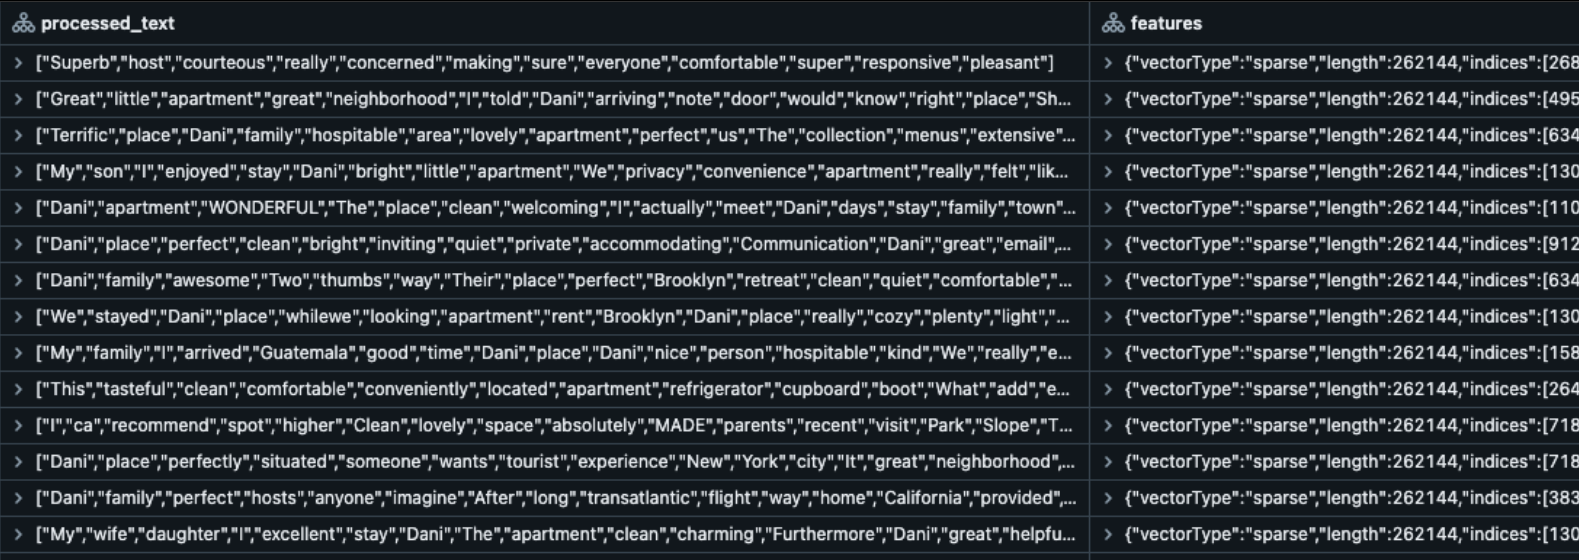 processed_text features
["Superb","host","courteous","really","concerned","making","sure","everyone","comfortable","super","responsive","pleasant"] {"vectorType":"sparse","length":262144,"indices":[268
["Great","little","apartment","great","neighborhood","I","told","Dani","arriving","note","door","would","know","right","place","Sh... {"vectorType":"sparse","length":262144,"indices":[495
["Terrific","place","Dani","family","hospitable","area","lovely","apartment","perfect","us","The","collection","menus","extensive"... {"vectorType":"sparse","length":262144,"indices":[634
["My","son","I","enjoyed","stay","Dani","bright","little","apartment","We","privacy","convenience","apartment","really","felt","lik... {"vectorType":"sparse","length":262144,"indices":[130
["Dani","apartment","WONDERFUL","The","place","clean","welcoming","I","actually","meet","Dani","days","stay","family","town"... {"vectorType":"sparse","length":262144,"indices":[110
["Dani","place","perfect","clean","bright","inviting","quiet","private","accommodating","Communication","Dani","great","email",... {"vectorType":"sparse","length":262144,"indices":[912
["Dani","family","awesome","Two","thumbs","way","Their","place","perfect","Brooklyn","retreat","clean","quiet","comfortable","... {"vectorType":"sparse","length":262144,"indices":[634
["We","stayed","Dani","place","whilewe","looking","apartment","rent","Brooklyn","Dani","place","really","cozy","plenty","light","... {"vectorType":"sparse","length":262144,"indices":[130
["My","family","I","arrived","Guatemala","good","time","Dani","place","Dani","nice","person","hospitable","kind","We","really","e... {"vectorType":"sparse","length":262144,"indices":[158
["This","tasteful","clean","comfortable","conveniently","located","apartment","refrigerator","cupboard","boot","What","add","e... {"vectorType":"sparse","length":262144,"indices":[264
["I","ca","recommend","spot","higher","Clean","lovely","space","absolutely","MADE","parents","recent","visit","Park","Slope","T... {"vectorType":"sparse","length":262144,"indices":[718
["Dani","place","perfectly","situated","someone","wants","tourist","experience","New","York","city","It","great","neighborhood",... {"vectorType":"sparse","length":262144,"indices":[718
["Dani","family","perfect","hosts","anyone","imagine","After","long","transatlantic","flight","way","home","California","provided",... {"vectorType":"sparse","length":262144,"indices":[383
["My","wife","daughter","I","excellent","stay","Dani","The","apartment","clean","charming","Furthermore","Dani","great","helpfu... {"vectorType":"sparse","length":262144,"indices":[130